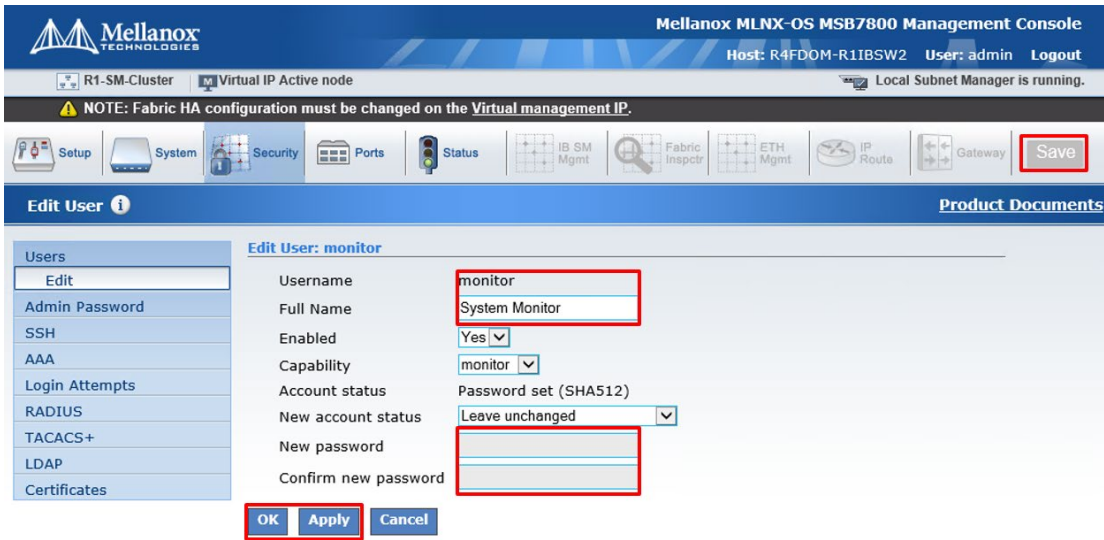 Mellanox
TECHNOLOGIES
Mellanox MLNX-OS MSB7800 Management Console
Host: R4FDOM-R1IBSW2 User: admin Logout
R1-SM-Cluster Virtual IP Active node Local Subnet Manager is running.
NOTE: Fabric HA configuration must be changed on the Virtual management IP.
Setup System Security Ports Status IB SM Mgmt Fabric Inspctr ETH Mgmt IP Route Gateway Save
Edit User Product Documents
Users
Edit
Admin Password
SSH
AAA
Login Attempts
RADIUS
TACACS+
LDAP
Certificates
Edit User: monitor
Username monitor
Full Name System Monitor
Enabled Yes
Capability monitor
Account status Password set (SHA512)
New account status Leave unchanged
New password
Confirm new password
OK Apply Cancel